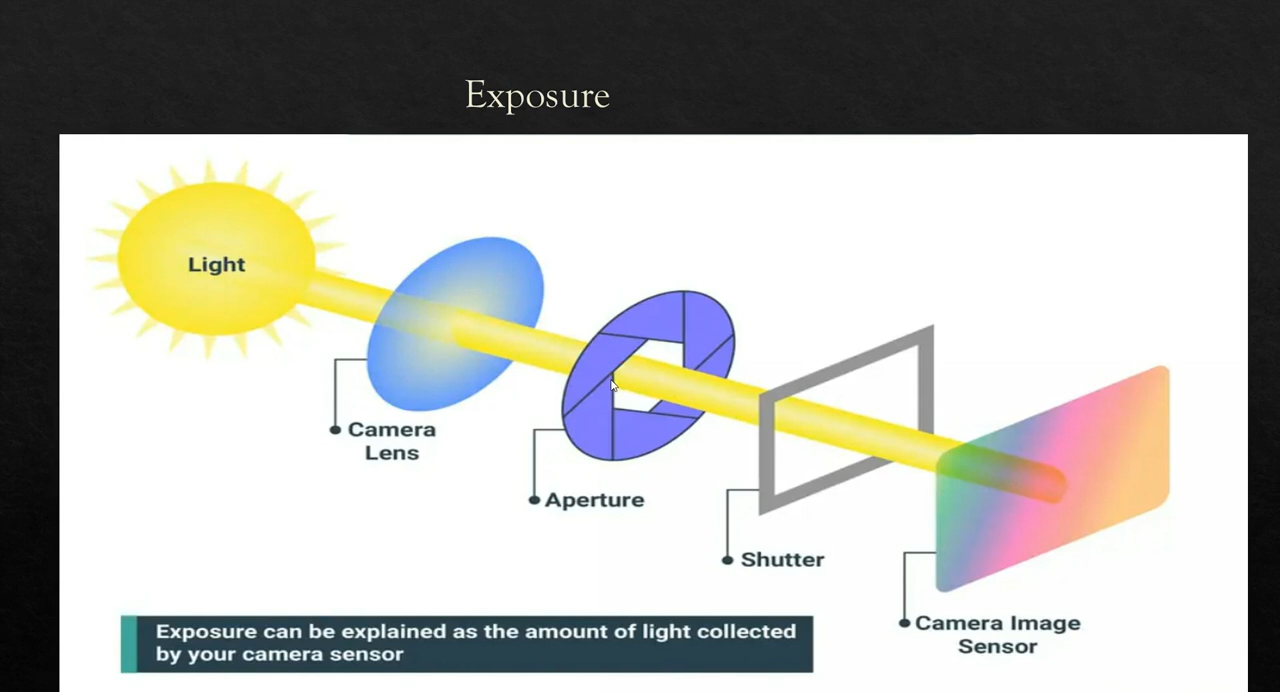 Exposure
Light
Camera
Lens
Aperture
Shutter
Camera Image
Sensor
Exposure can be explained as the amount of light collected
by your camera sensor